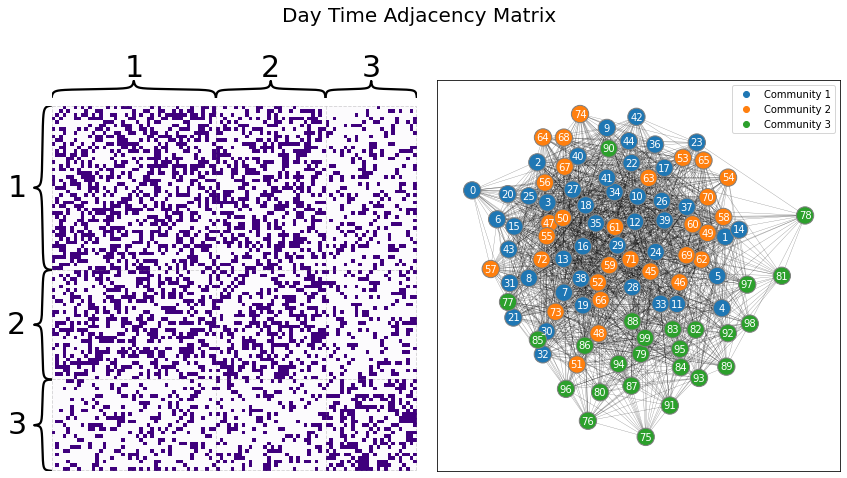 Day Time Adjacency Matrix
1 2 3
1
2
3
Community 1
Community 2
Community 3
74
42
9
64 68 44 36 23
90
40 53 65
2 67 22 17
56 41 63 54
0 20 25 27 34 10 70
3 18 26 37
6 47 50 39 58 78
15 35 12 60
55 61 49 1 14
43 16 29
72 13 24 69 62
57 59 71 45
31 8 38 52 46 5 97 81
7 28
77 19 66 33 11 4
21 73
88 98
30 48 83 82 92
85 86 99
32 79 95
51 94 84 89
93
96 80 87
91
76
75